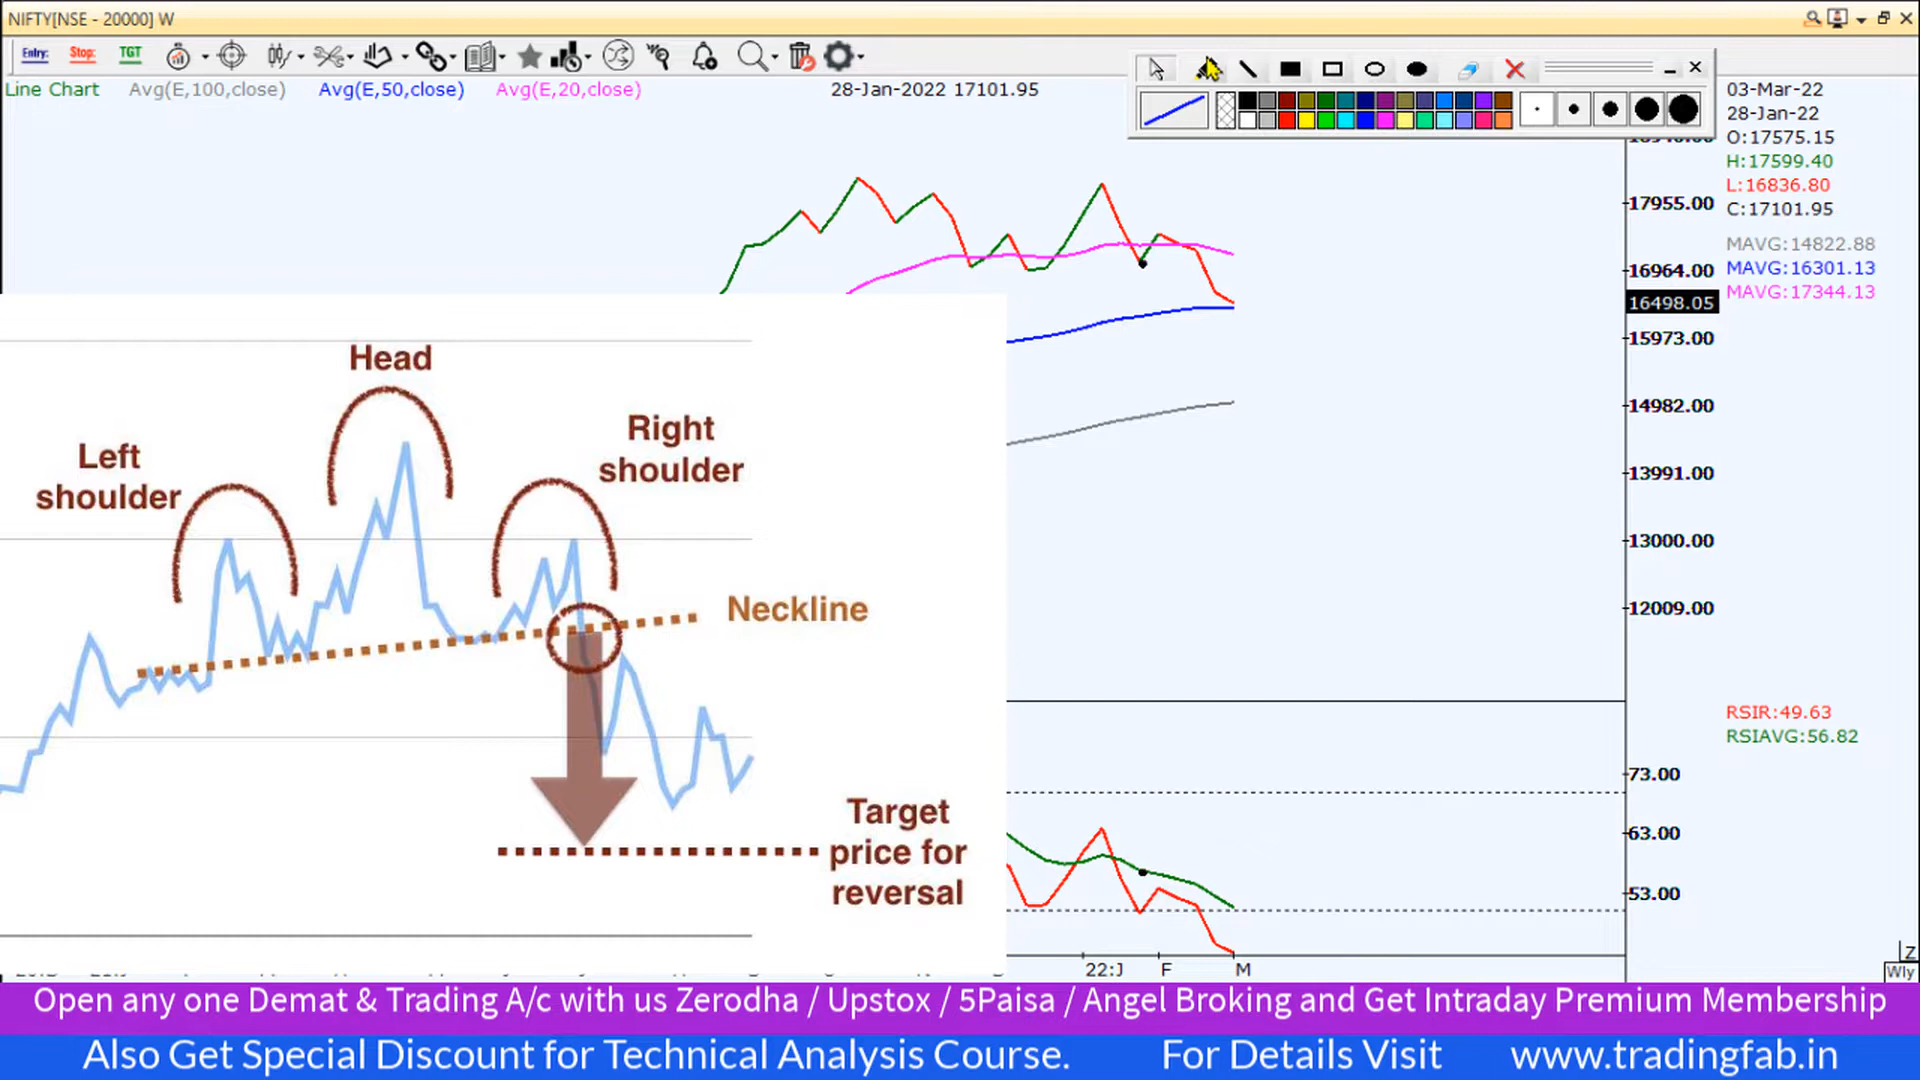 NIFTY[NSE - 20000] W
Entry: Stop: TGT
Line Chart Avg(E,100,close) Avg(E,50,close) Avg(E,20,close) 28-Jan-2022 17101.95
03-Mar-22
28-Jan-22
O:17575.15
H:17599.40
L:16836.80
C:17101.95
MAVG:14822.88
MAVG:16301.13
MAVG:17344.13
17955.00
16964.00
16498.05
15973.00
14982.00
13991.00
13000.00
12009.00
Head
Left
shoulder
Right
shoulder
Neckline
Target
price for
reversal
RSIR:49.63
RSIAVG:56.82
73.00
63.00
53.00
22:J F M
Z
Wly
Open any one Demat & Trading A/c with us Zerodha / Upstox / 5Paisa / Angel Broking and Get Intraday Premium Membership
Also Get Special Discount for Technical Analysis Course. For Details Visit www.tradingfab.in